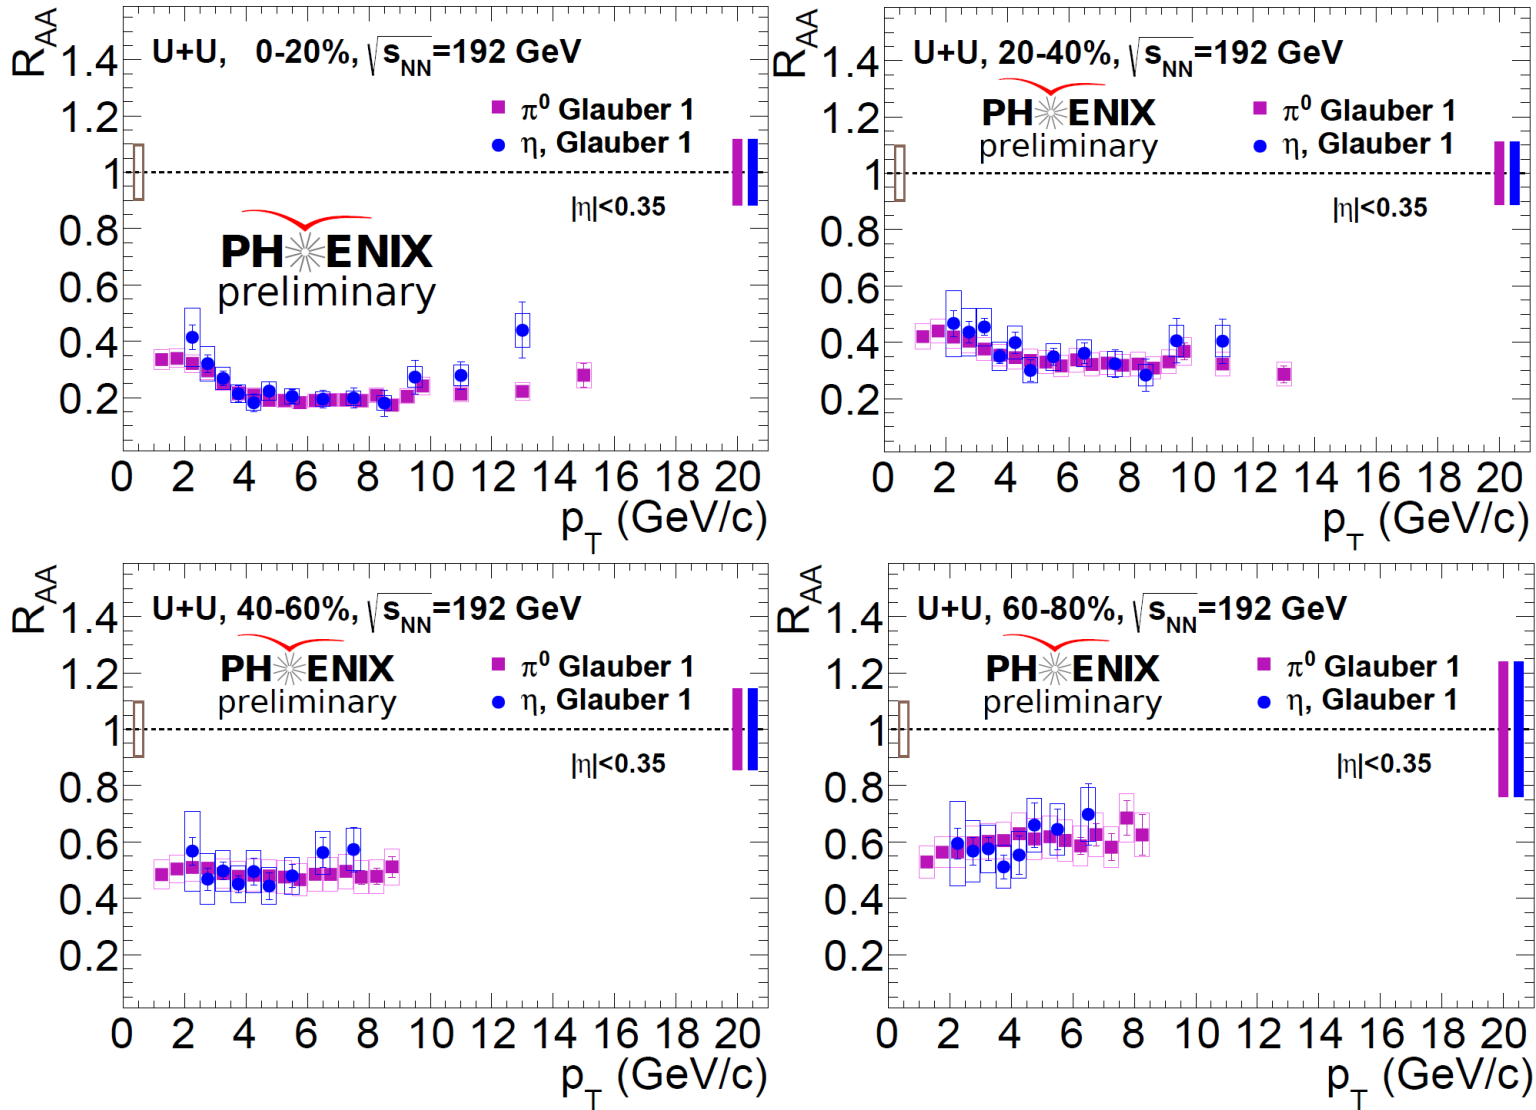 R_AA
U+U, 0-20%, √s_NN=192 GeV
π⁰ Glauber 1
η, Glauber 1
|η|<0.35
PHENIX
preliminary
1.4
1.2
1
0.8
0.6
0.4
0.2
0 2 4 6 8 10 12 14 16 18 20
p_T (GeV/c)
R_AA
U+U, 20-40%, √s_NN=192 GeV
PHENIX
preliminary
π⁰ Glauber 1
η, Glauber 1
|η|<0.35
1.4
1.2
1
0.8
0.6
0.4
0.2
0 2 4 6 8 10 12 14 16 18 20
p_T (GeV/c)
R_AA
U+U, 40-60%, √s_NN=192 GeV
PHENIX
preliminary
π⁰ Glauber 1
η, Glauber 1
|η|<0.35
1.4
1.2
1
0.8
0.6
0.4
0.2
0 2 4 6 8 10 12 14 16 18 20
p_T (GeV/c)
R_AA
U+U, 60-80%, √s_NN=192 GeV
PHENIX
preliminary
π⁰ Glauber 1
η, Glauber 1
|η|<0.35
1.4
1.2
1
0.8
0.6
0.4
0.2
0 2 4 6 8 10 12 14 16 18 20
p_T (GeV/c)